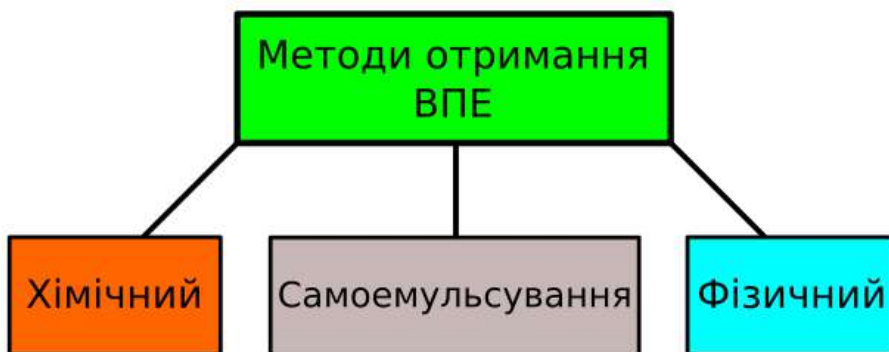 Методи отримання
ВПЕ
Хімічний
Самоемульсування
Фізичний